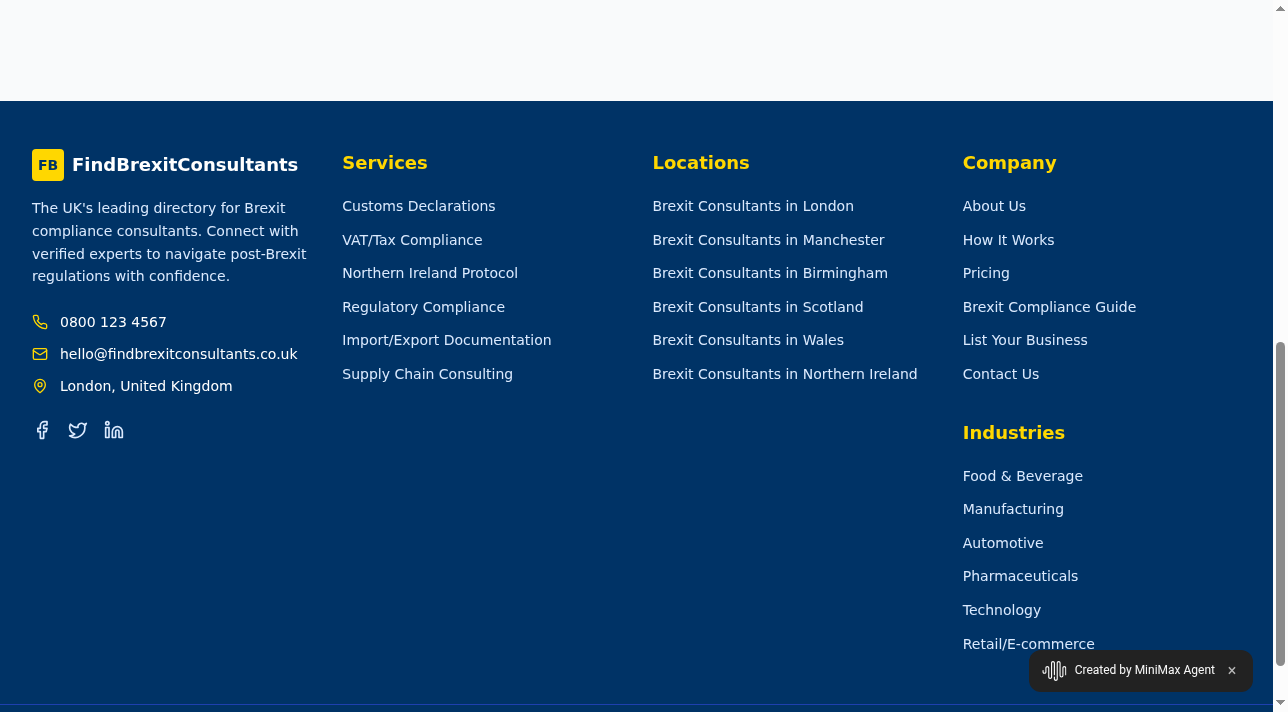 FB FindBrexitConsultants
The UK's leading directory for Brexit
compliance consultants. Connect with
verified experts to navigate post-Brexit
regulations with confidence.
0800 123 4567
hello@findbrexitconsultants.co.uk
London, United Kingdom
Services
Customs Declarations
VAT/Tax Compliance
Northern Ireland Protocol
Regulatory Compliance
Import/Export Documentation
Supply Chain Consulting
Locations
Brexit Consultants in London
Brexit Consultants in Manchester
Brexit Consultants in Birmingham
Brexit Consultants in Scotland
Brexit Consultants in Wales
Brexit Consultants in Northern Ireland
Company
About Us
How It Works
Pricing
Brexit Compliance Guide
List Your Business
Contact Us
Industries
Food & Beverage
Manufacturing
Automotive
Pharmaceuticals
Technology
Retail/E-commerce
Created by MiniMax Agent